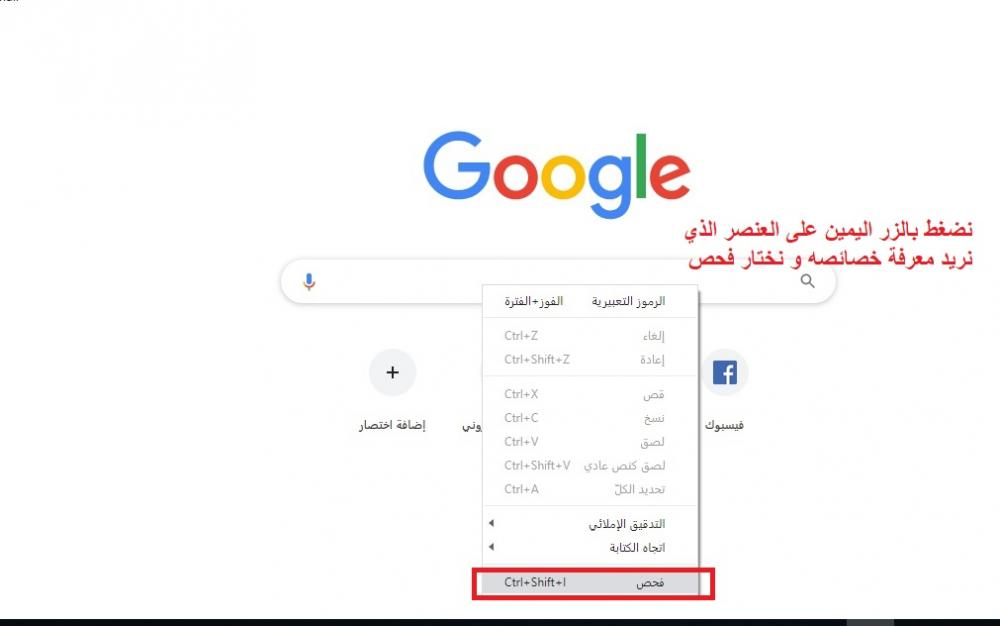 Google
نضغط بالزر اليمين على العنصر الذي
نريد معرفة خصائصه و نختار فحص
الرموز التعبيرية الفوز+الفترة
إلغاء Ctrl+Z
إعادة Ctrl+Shift+Z
قص Ctrl+X
نسخ Ctrl+C
لصق Ctrl+V
لصق كنص عادي Ctrl+Shift+V
تحديد الكلّ Ctrl+A
التدقيق الإملائي
اتجاه الكتابة
فحص Ctrl+Shift+I
فيسبوك
وني
إضافة اختصار